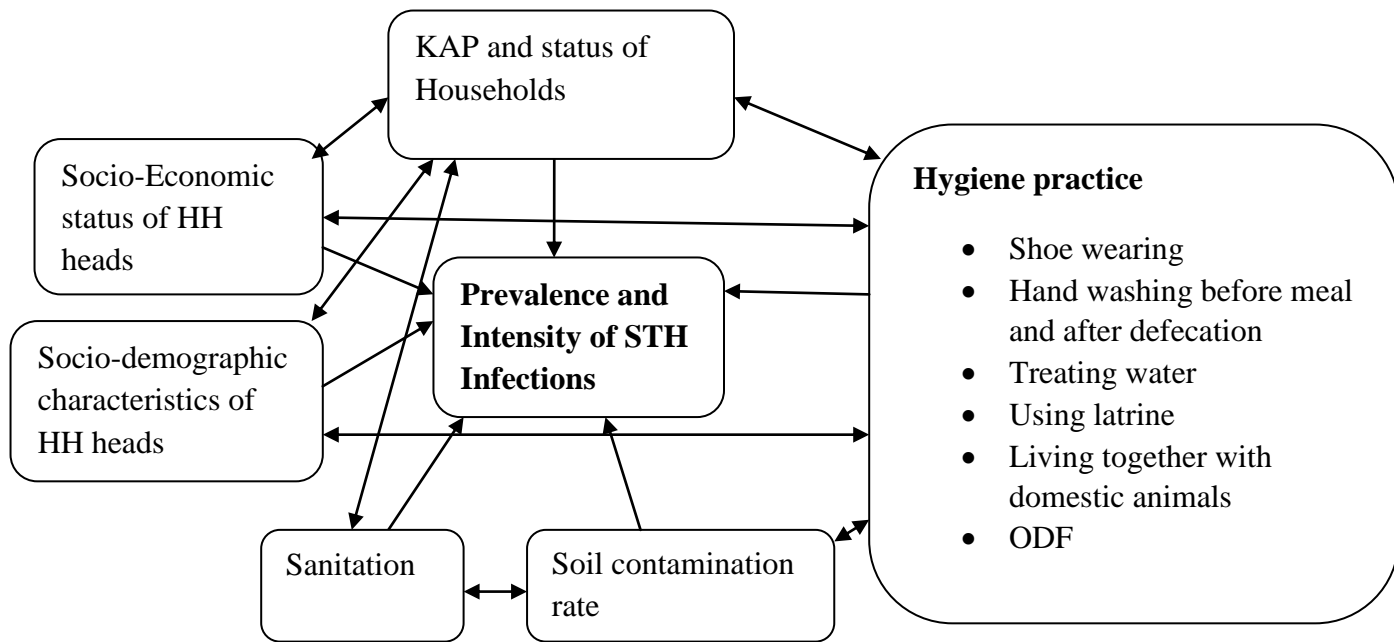 KAP and status of
Households
Socio-Economic
status of HH
heads
Socio-demographic
characteristics of
HH heads
Prevalence and
Intensity of STH
Infections
Sanitation
Soil contamination
rate
Hygiene practice
• Shoe wearing
• Hand washing before meal
and after defecation
• Treating water
• Using latrine
• Living together with
domestic animals
• ODF